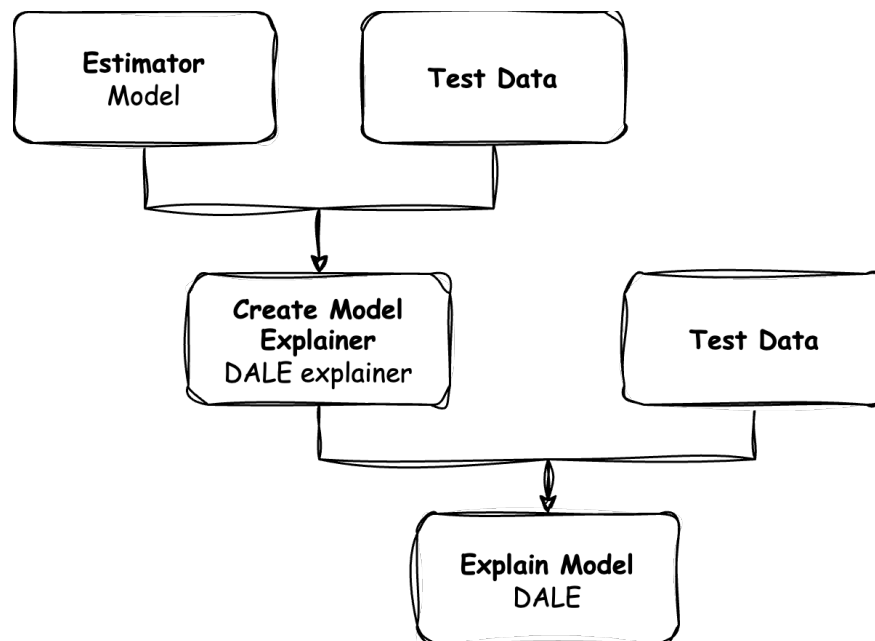 Estimator
Model
Test Data
Create Model
Explainer
DALE explainer
Test Data
Explain Model
DALE